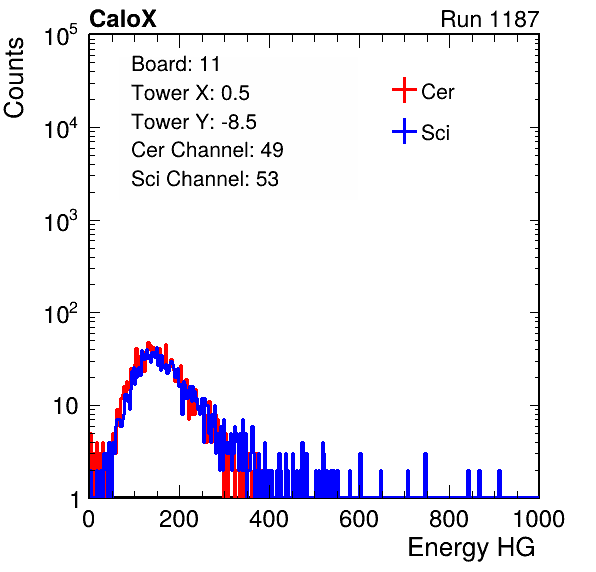 CaloX Run 1187
Counts
Board: 11
Tower X: 0.5
Tower Y: -8.5
Cer Channel: 49
Sci Channel: 53
Cer
Sci
10^5
10^4
10^3
10^2
10
1
0 200 400 600 800 1000
Energy HG